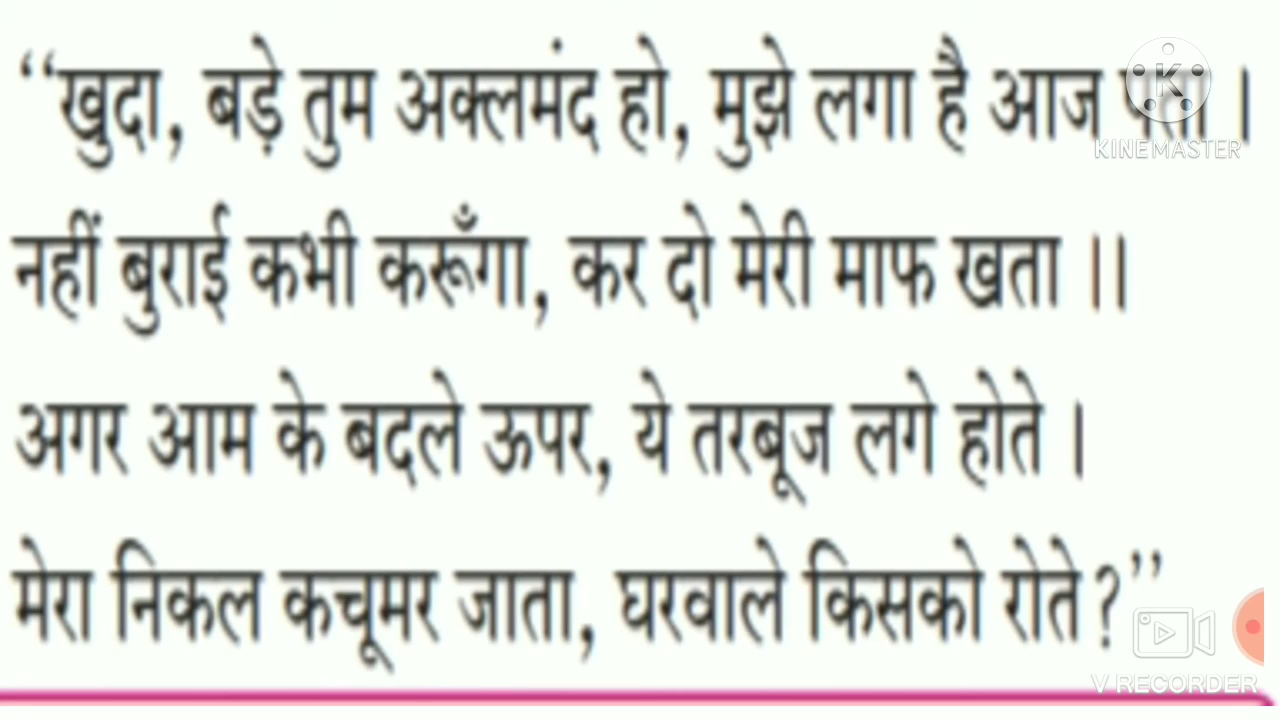 “खुदा, बड़े तुम अक्लमंद हो, मुझे लगा है आज पता ।
KINEMASTER
नहीं बुराई कभी करूँगा, कर दो मेरी माफ खता ।।
अगर आम के बदले ऊपर, ये तरबूज लगे होते ।
मेरा निकल कचूमर जाता, घरवाले किसको रोते ?”
V RECORDER